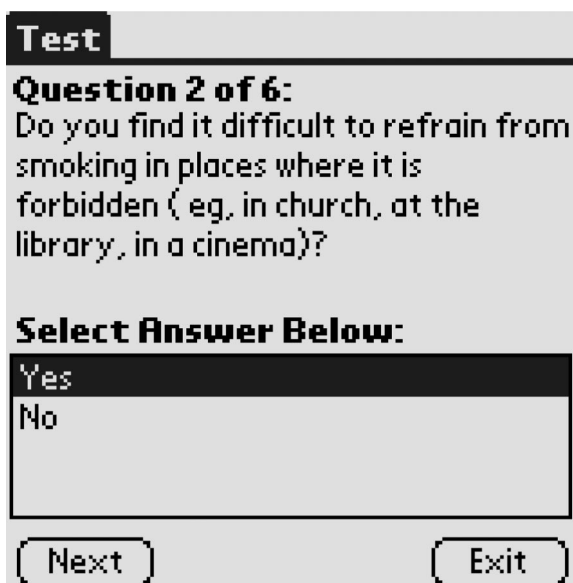 Test
Question 2 of 6:
Do you find it difficult to refrain from
smoking in places where it is
forbidden ( eg, in church, at the
library, in a cinema)?
Select Answer Below:
Yes
No
Next
Exit